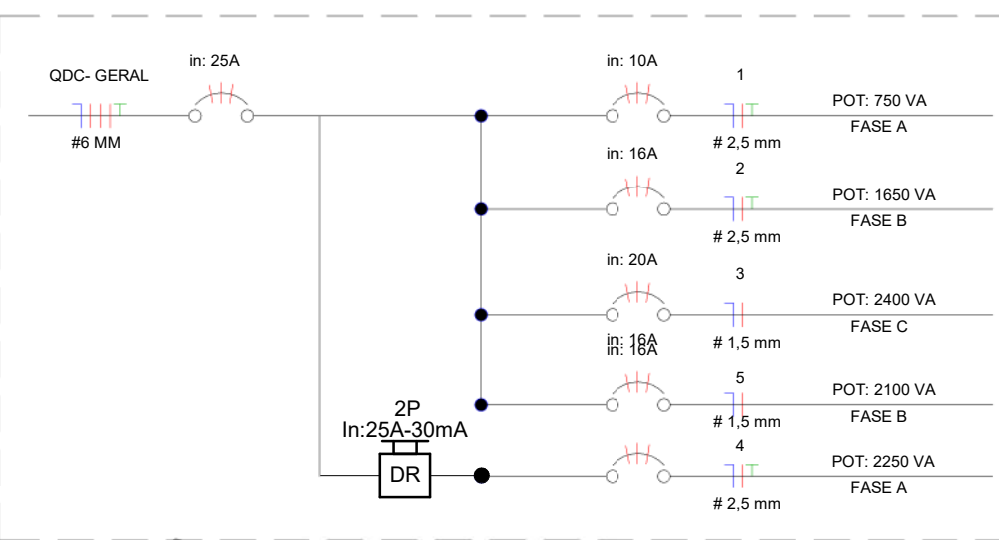 QDC- GERAL
in: 25A
#6 MM
in: 10A
1
POT: 750 VA
FASE A
# 2,5 mm
in: 16A
2
POT: 1650 VA
FASE B
# 2,5 mm
in: 20A
3
POT: 2400 VA
FASE C
# 1,5 mm
in: 16A
in: 16A
5
POT: 2100 VA
FASE B
# 1,5 mm
2P
In:25A-30mA
DR
4
POT: 2250 VA
FASE A
# 2,5 mm